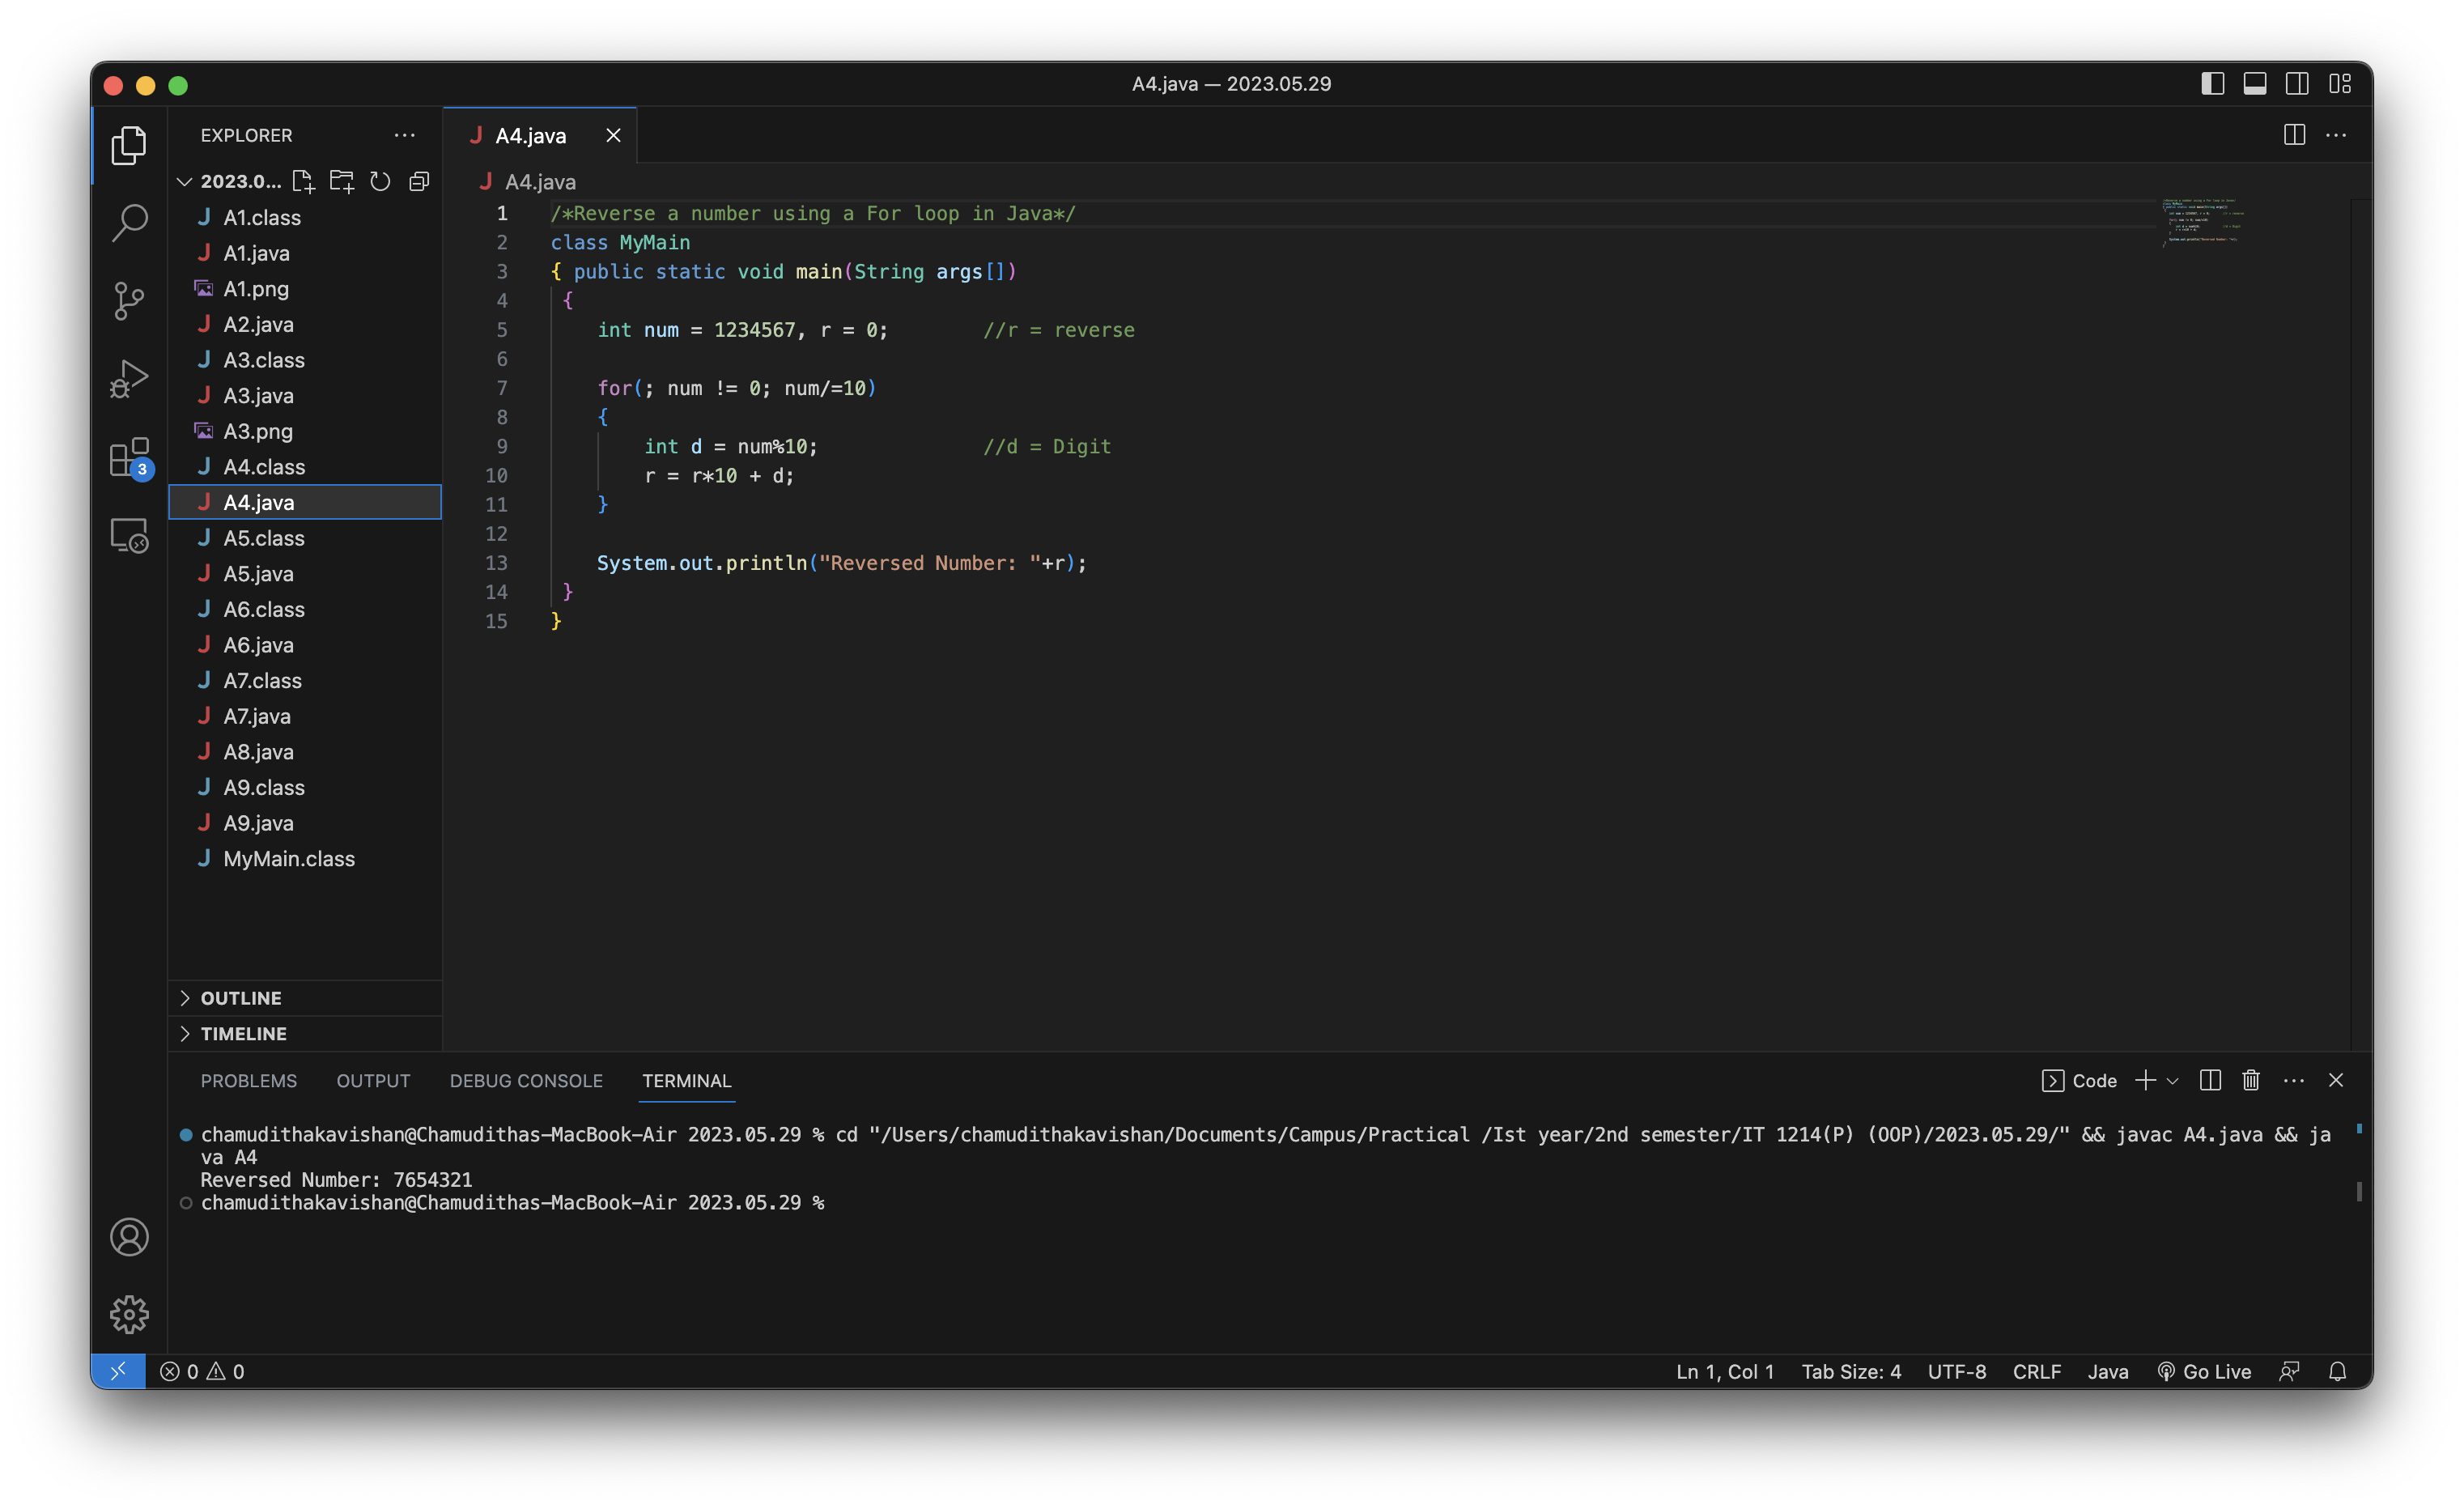 A4.java — 2023.05.29
EXPLORER
2023.0...
A1.class
A1.java
A1.png
A2.java
A3.class
A3.java
A3.png
A4.class
A4.java
A5.class
A5.java
A6.class
A6.java
A7.class
A7.java
A8.java
A9.class
A9.java
MyMain.class
OUTLINE
TIMELINE
A4.java
A4.java
1 /*Reverse a number using a For loop in Java*/
2 class MyMain
3 { public static void main(String args[])
4 {
5 int num = 1234567, r = 0; //r = reverse
6
7 for(; num != 0; num/=10)
8 {
9 int d = num%10; //d = Digit
10 r = r*10 + d;
11 }
12
13 System.out.println("Reversed Number: "+r);
14 }
15 }
PROBLEMS OUTPUT DEBUG CONSOLE TERMINAL Code
chamudithakavishan@Chamudithas-MacBook-Air 2023.05.29 % cd "/Users/chamudithakavishan/Documents/Campus/Practical /Ist year/2nd semester/IT 1214(P) (OOP)/2023.05.29/" && javac A4.java && ja
va A4
Reversed Number: 7654321
chamudithakavishan@Chamudithas-MacBook-Air 2023.05.29 %
3
0 0 Ln 1, Col 1 Tab Size: 4 UTF-8 CRLF Java Go Live